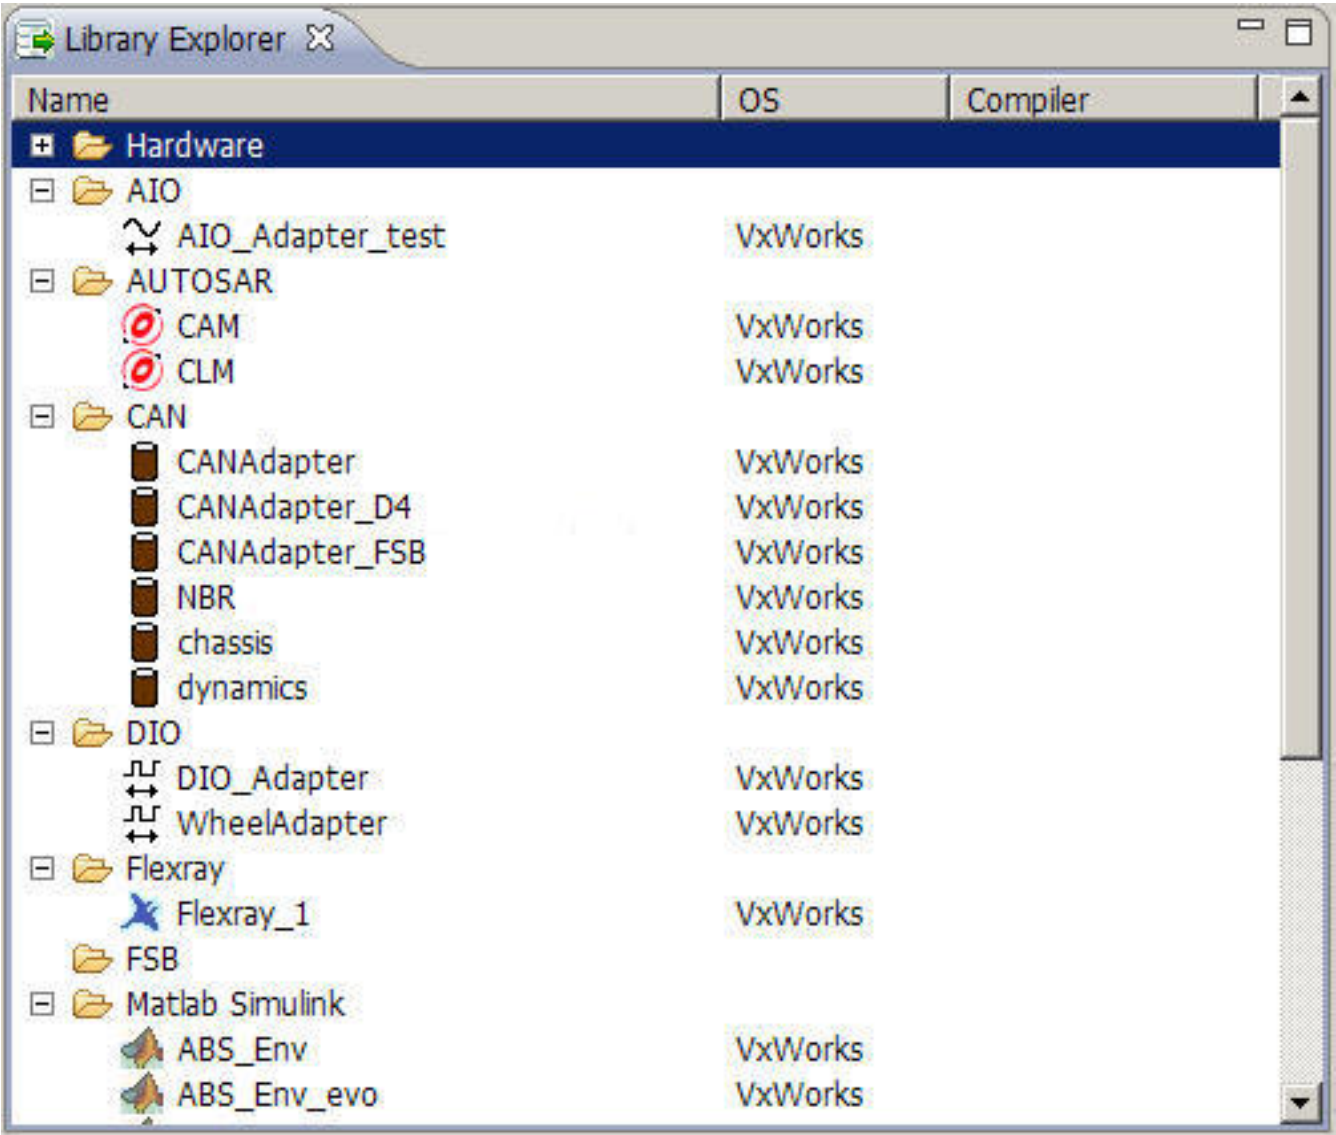 Library Explorer
Name OS Compiler
Hardware
AIO
AIO_Adapter_test VxWorks
AUTOSAR
CAM VxWorks
CLM VxWorks
CAN
CANAdapter VxWorks
CANAdapter_D4 VxWorks
CANAdapter_FSB VxWorks
NBR VxWorks
chassis VxWorks
dynamics VxWorks
DIO
DIO_Adapter VxWorks
WheelAdapter VxWorks
Flexray
Flexray_1 VxWorks
FSB
Matlab Simulink
ABS_Env VxWorks
ABS_Env_evo VxWorks